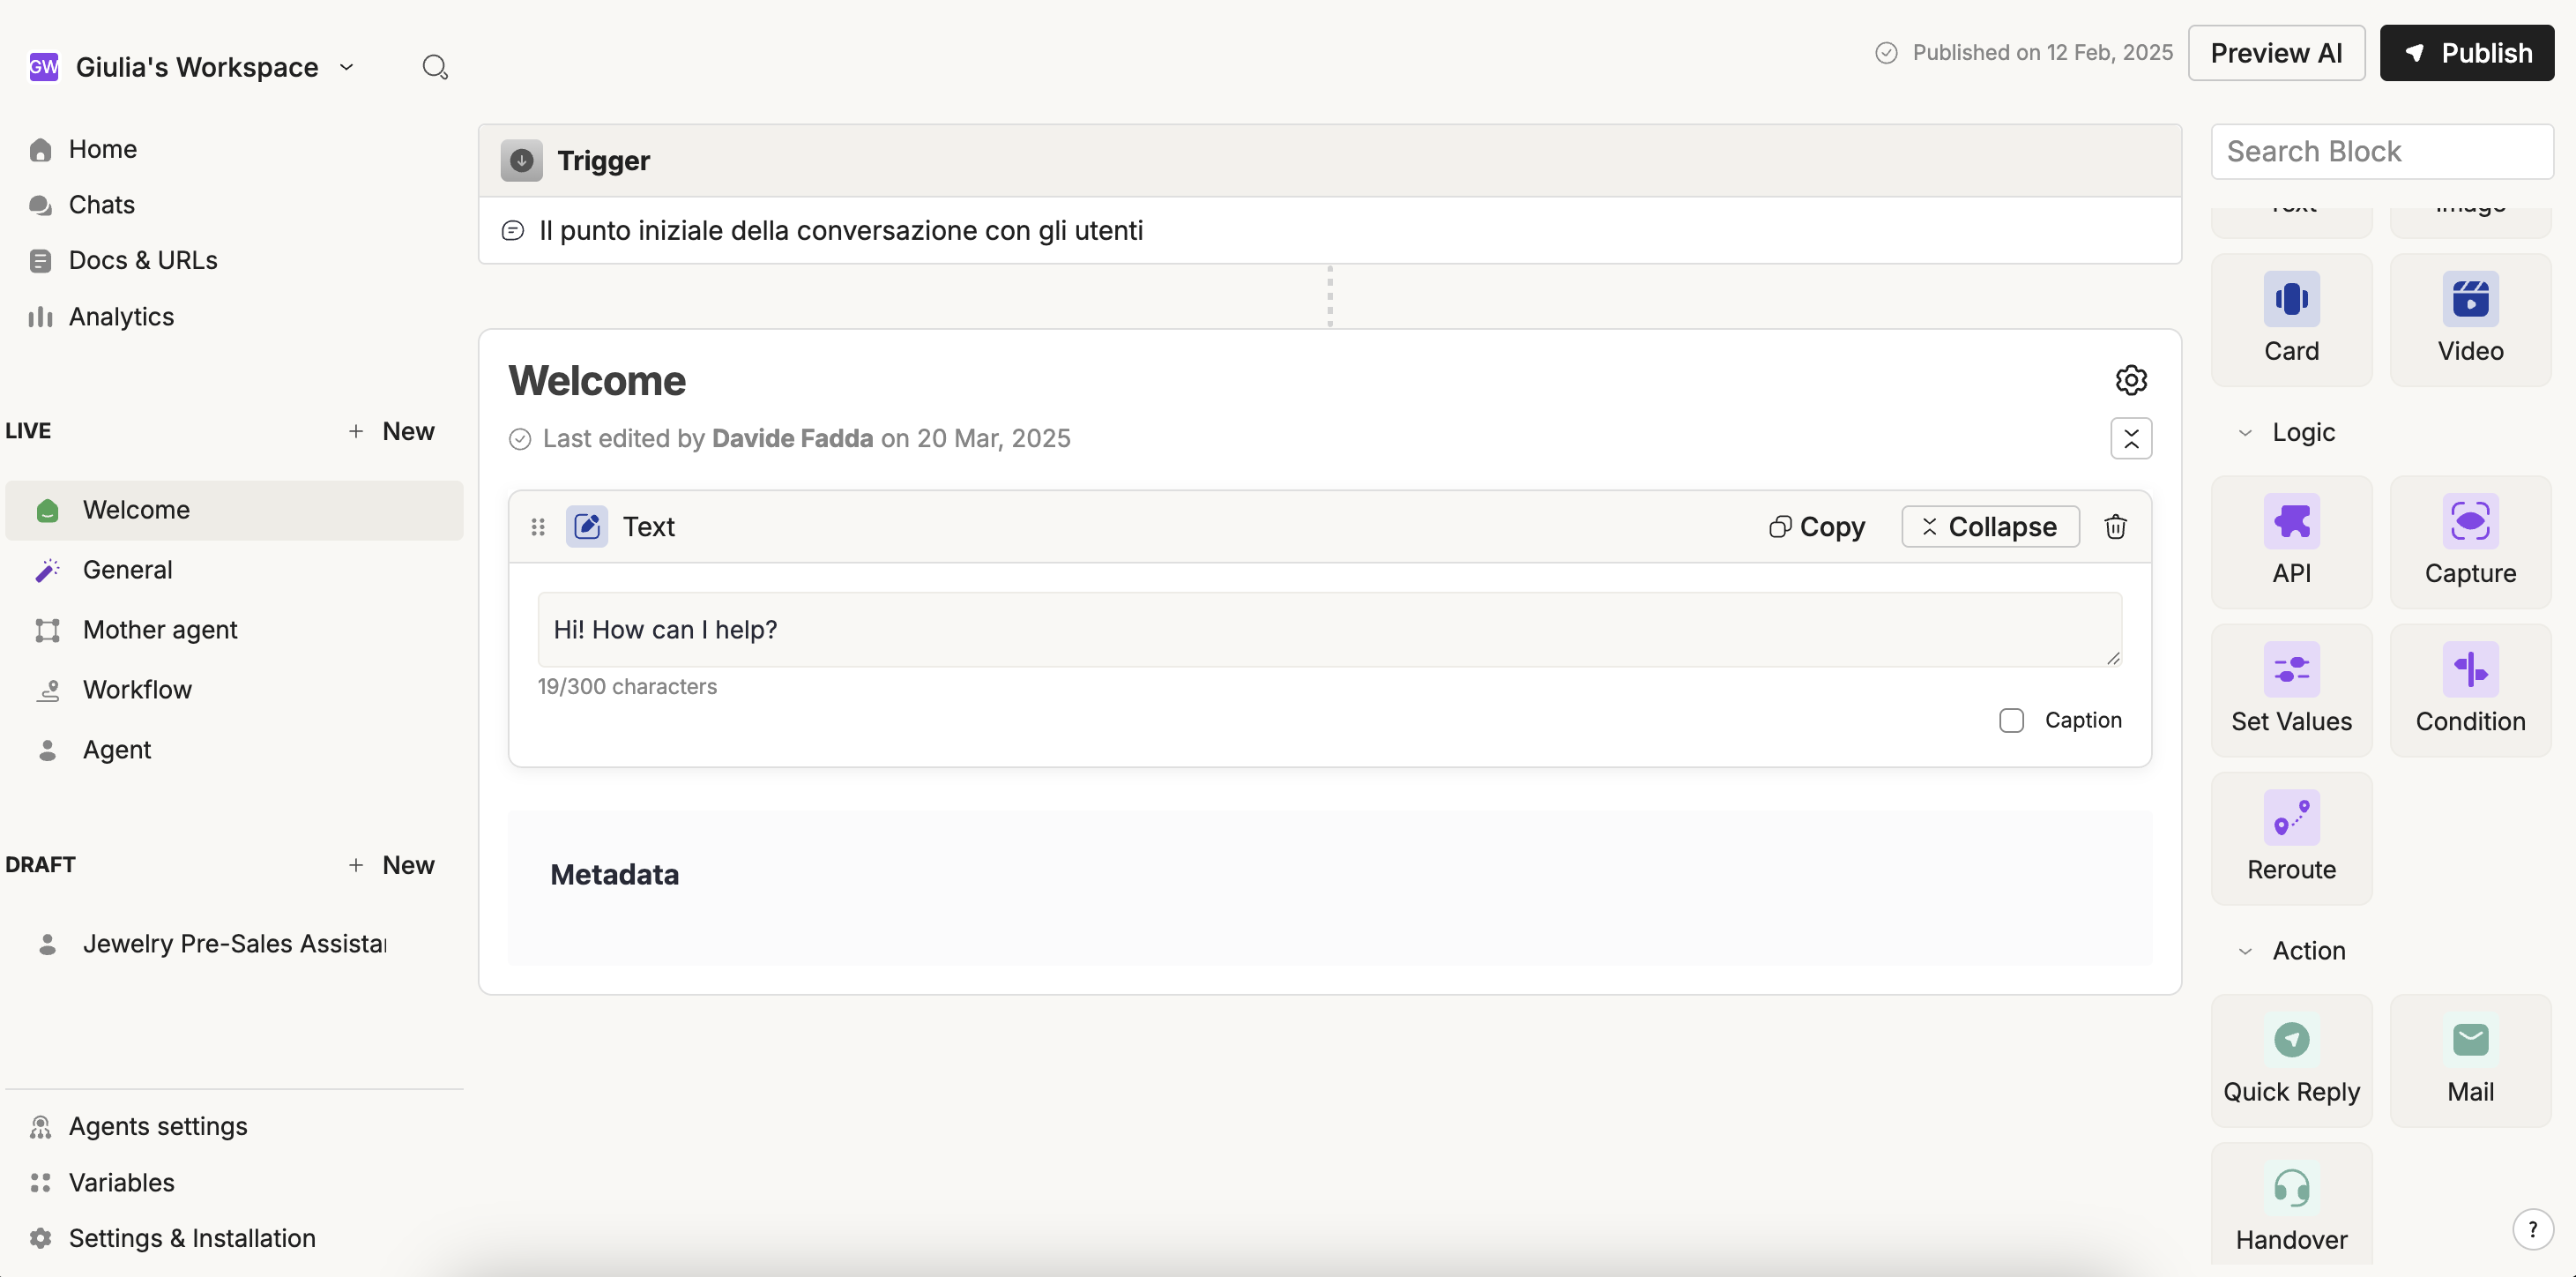 GW Giulia's Workspace
Home
Chats
Docs & URLs
Analytics
LIVE + New
Welcome
General
Mother agent
Workflow
Agent
DRAFT + New
Jewelry Pre-Sales Assista
Agents settings
Variables
Settings & Installation
Published on 12 Feb, 2025 Preview AI Publish
Trigger
Il punto iniziale della conversazione con gli utenti
Welcome
Last edited by Davide Fadda on 20 Mar, 2025
Text Copy Collapse
Hi! How can I help?
19/300 characters
Caption
Metadata
Search Block
Text Image
Card Video
Logic
API Capture
Set Values Condition
Reroute
Action
Quick Reply Mail
Handover
?